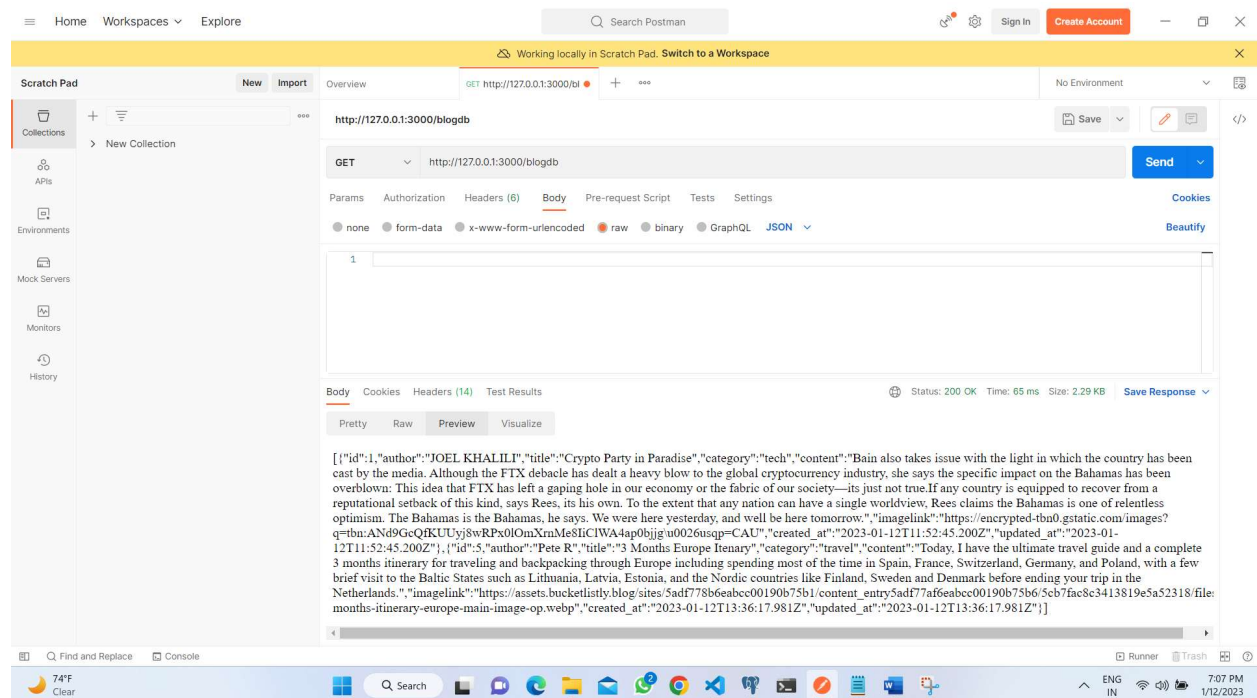 Home Workspaces Explore
Search Postman
Sign In Create Account
Working locally in Scratch Pad. Switch to a Workspace
Scratch Pad New Import
Overview GET http://127.0.0.1:3000/bl No Environment
Collections
New Collection
APIs
Environments
Mock Servers
Monitors
History
http://127.0.0.1:3000/blogdb Save
GET http://127.0.0.1:3000/blogdb Send
Params Authorization Headers (6) Body Pre-request Script Tests Settings Cookies
none form-data x-www-form-urlencoded raw binary GraphQL JSON Beautify
1
Body Cookies Headers (14) Test Results Status: 200 OK Time: 65 ms Size: 2.29 KB Save Response
Pretty Raw Preview Visualize
[{"id":1,"author":"JOEL KHALILI","title":"Crypto Party in Paradise","category":"tech","content":"Bain also takes issue with the light in which the country has been
cast by the media. Although the FTX debacle has dealt a heavy blow to the global cryptocurrency industry, she says the specific impact on the Bahamas has been
overblown: This idea that FTX has left a gaping hole in our economy or the fabric of our society—its just not true.If any country is equipped to recover from a
reputational setback of this kind, says Rees, its his own. To the extent that any nation can have a single worldview, Rees claims the Bahamas is one of relentless
optimism. The Bahamas is the Bahamas, he says. We were here yesterday, and well be here tomorrow.","imagelink":"https://encrypted-tbn0.gstatic.com/images?
q=tbn:ANd9GcQfKUUyj8wRPx0lOmXrnMe8IiClWA4ap0bjjg\u0026usqp=CAU","created_at":"2023-01-12T11:52:45.200Z","updated_at":"2023-01-
12T11:52:45.200Z"},{"id":5,"author":"Pete R","title":"3 Months Europe Itenary","category":"travel","content":"Today, I have the ultimate travel guide and a complete
3 months itinerary for traveling and backpacking through Europe including spending most of the time in Spain, France, Switzerland, Germany, and Poland, with a few
brief visit to the Baltic States such as Lithuania, Latvia, Estonia, and the Nordic countries like Finland, Sweden and Denmark before ending your trip in the
Netherlands.","imagelink":"https://assets.bucketlistly.blog/sites/5adf778b6eabcc00190b75b1/content_entry5adf77af6eabcc00190b75b6/5cb7fac8c3413819e5a52318/files
months-itinerary-europe-main-image-op.webp","created_at":"2023-01-12T13:36:17.981Z","updated_at":"2023-01-12T13:36:17.981Z"}]
Find and Replace Console Runner Trash
74°F
Clear
Search
2
ENG
IN
7:07 PM
1/12/2023